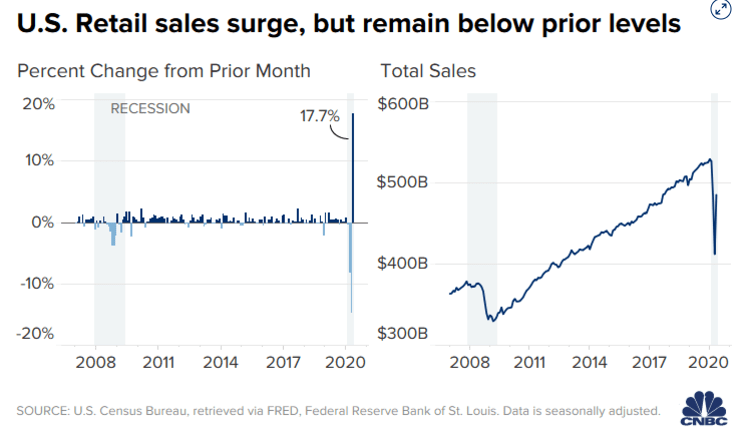 U.S. Retail sales surge, but remain below prior levels
Percent Change from Prior Month
20%
RECESSION
17.7%
10%
0%
-10%
-20%
2008 2011 2014 2017 2020
Total Sales
$600B
$500B
$400B
$300B
2008 2011 2014 2017 2020
SOURCE: U.S. Census Bureau, retrieved via FRED, Federal Reserve Bank of St. Louis. Data is seasonally adjusted.
CNBC